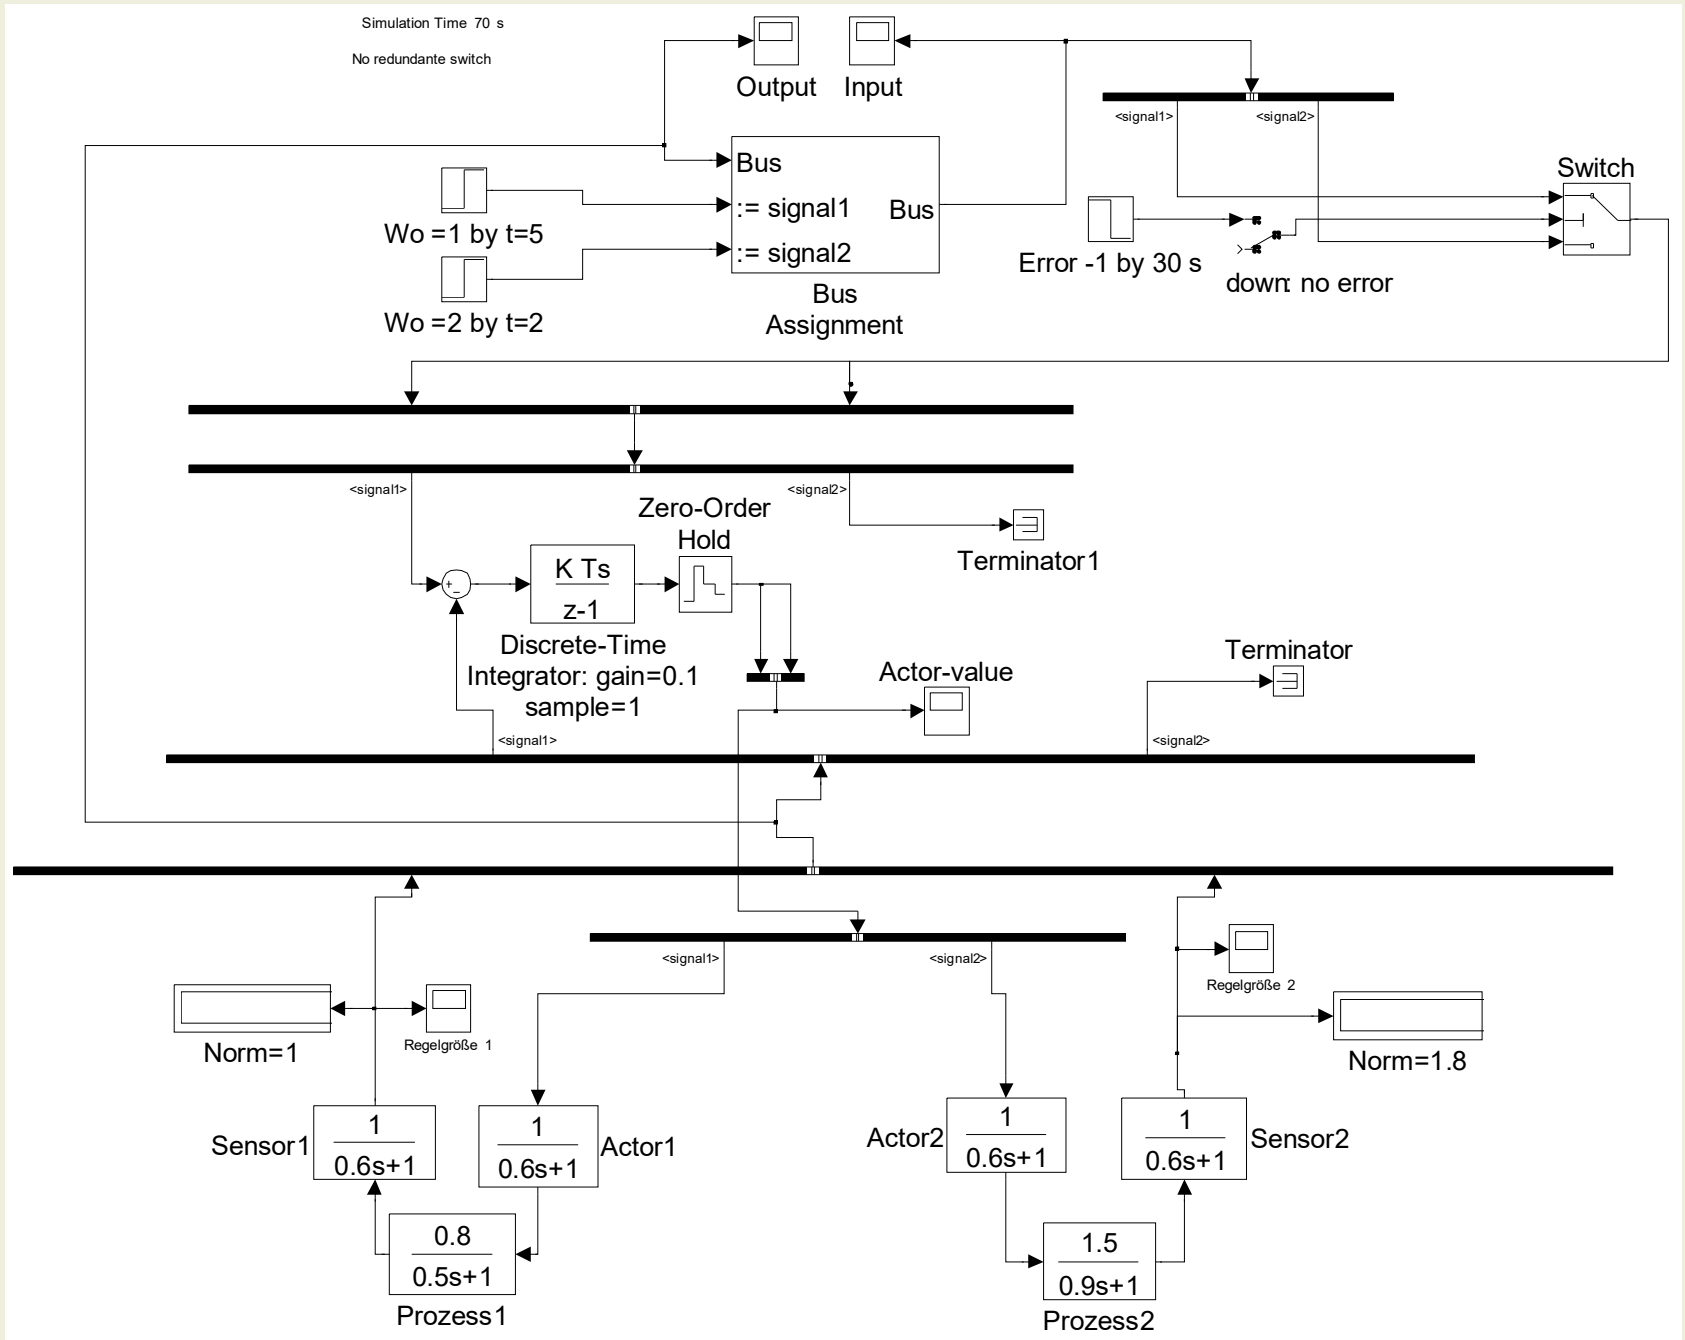 Simulation Time 70 s
No redundante switch
Output
Input
<signal1>
<signal2>
Bus
:= signal1
:= signal2
Bus
Bus
Assignment
Wo =1 by t=5
Wo =2 by t=2
Error -1 by 30 s
down: no error
Switch
<signal1>
<signal2>
Terminator1
Zero-Order
Hold
+
−
K Ts
z-1
Discrete-Time
Integrator: gain=0.1
sample=1
Actor-value
Terminator
<signal1>
<signal2>
<signal1>
<signal2>
Regelgröße 1
Norm=1
Regelgröße 2
Norm=1.8
Sensor1
1
0.6s+1
1
0.6s+1
Actor1
Actor2
1
0.6s+1
1
0.6s+1
Sensor2
0.8
0.5s+1
Prozess1
1.5
0.9s+1
Prozess2